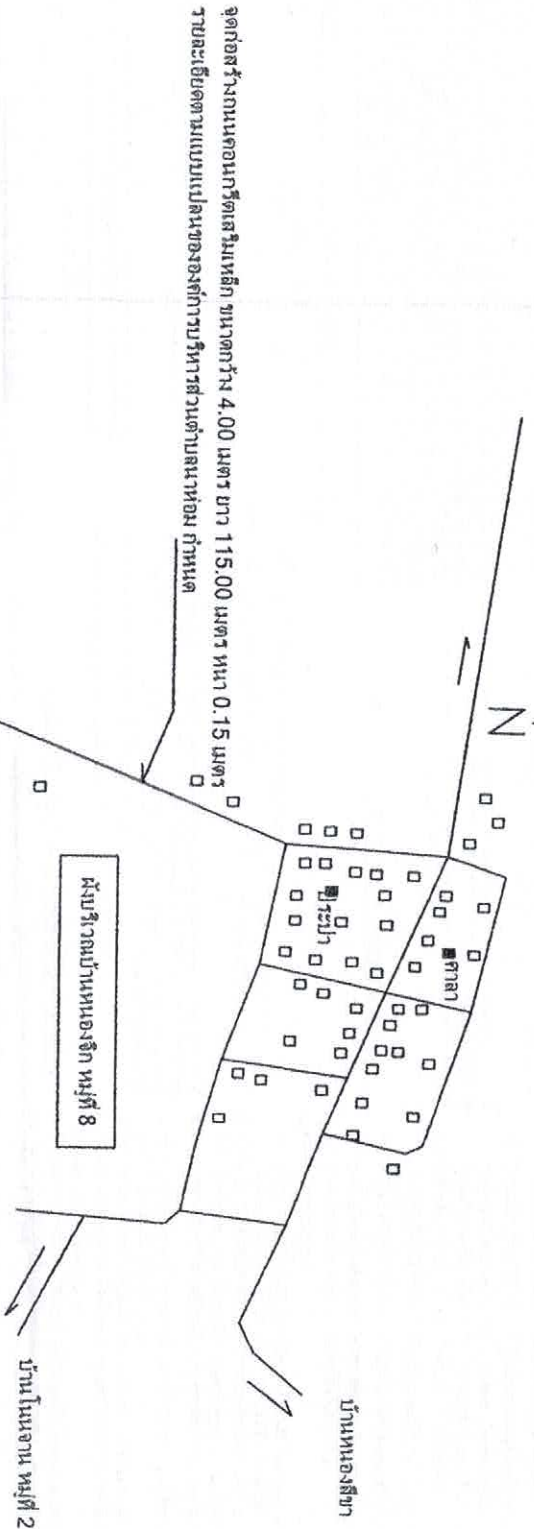 จุดก่อสร้างถนนคอนกรีตเสริมเหล็ก ขนาดกว้าง 4.00 เมตร ยาว 115.00 เมตร หนา 0.15 เมตร
รายละเอียดตามแบบแปลนขององค์การบริหารส่วนตำบลนาห่อม กำหนด
N
ศาลา
ประปา
ผังบริเวณบ้านหนองจิก หมู่ที่ 8
บ้านหนองสีขา
บ้านโนนจาน หมู่ที่ 2